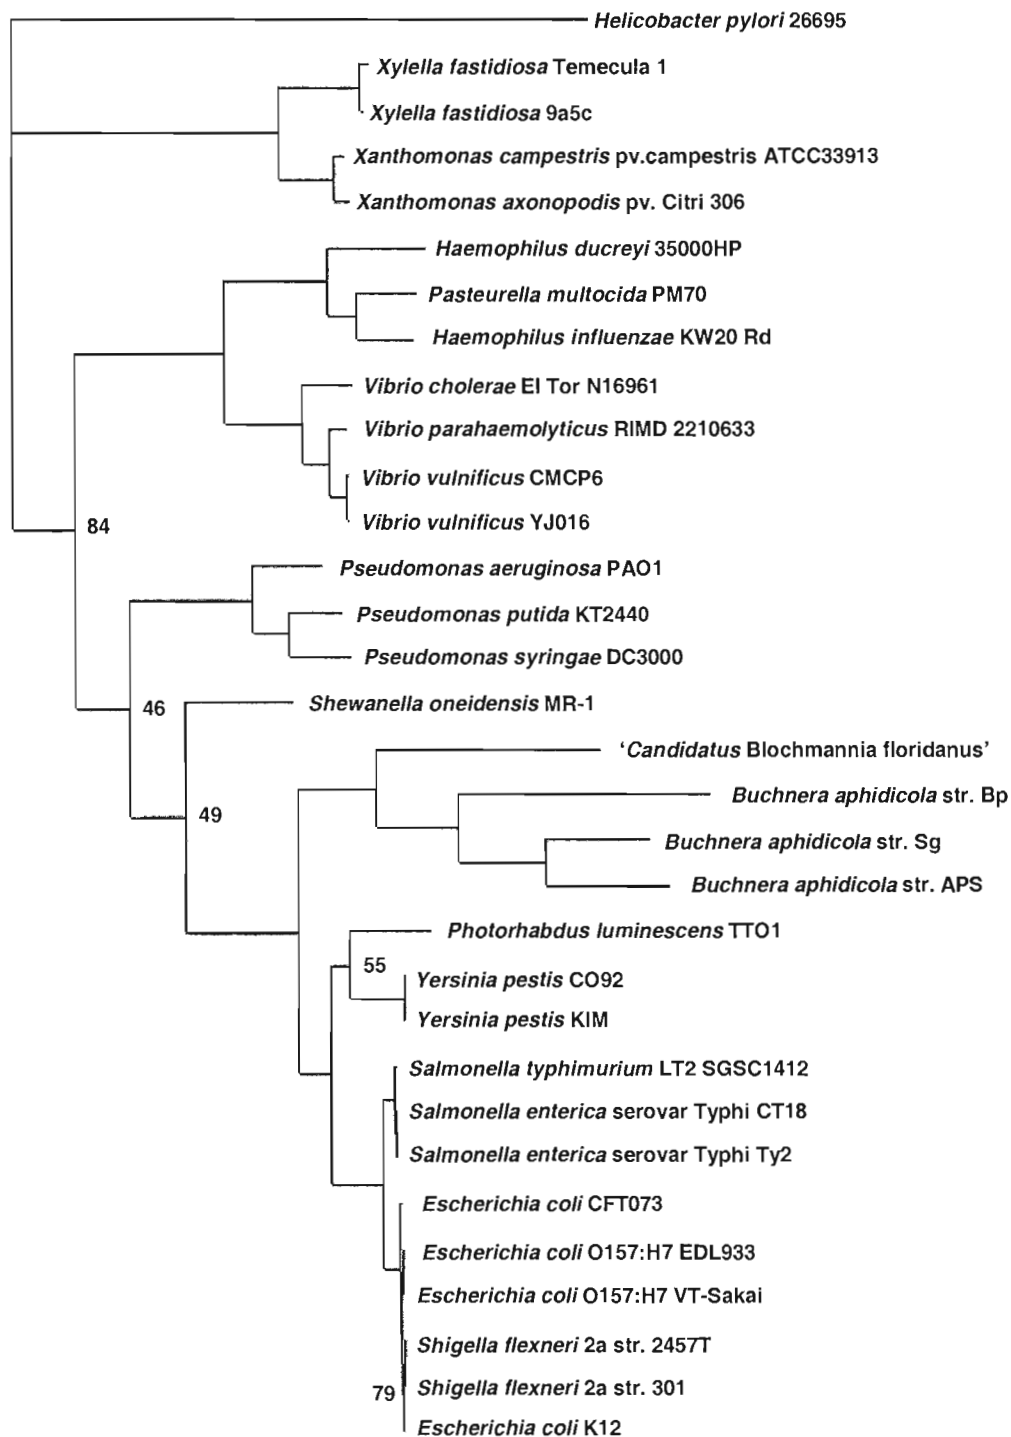 Helicobacter pylori 26695
Xylella fastidiosa Temecula 1
Xylella fastidiosa 9a5c
Xanthomonas campestris pv.campestris ATCC33913
Xanthomonas axonopodis pv. Citri 306
Haemophilus ducreyi 35000HP
Pasteurella multocida PM70
Haemophilus influenzae KW20 Rd
Vibrio cholerae El Tor N16961
Vibrio parahaemolyticus RIMD 2210633
Vibrio vulnificus CMCP6
Vibrio vulnificus YJ016
84
Pseudomonas aeruginosa PAO1
Pseudomonas putida KT2440
Pseudomonas syringae DC3000
46
Shewanella oneidensis MR-1
‘Candidatus Blochmannia floridanus’
Buchnera aphidicola str. Bp
49
Buchnera aphidicola str. Sg
Buchnera aphidicola str. APS
Photorhabdus luminescens TTO1
55
Yersinia pestis CO92
Yersinia pestis KIM
Salmonella typhimurium LT2 SGSC1412
Salmonella enterica serovar Typhi CT18
Salmonella enterica serovar Typhi Ty2
Escherichia coli CFT073
Escherichia coli O157:H7 EDL933
Escherichia coli O157:H7 VT-Sakai
Shigella flexneri 2a str. 2457T
79
Shigella flexneri 2a str. 301
Escherichia coli K12